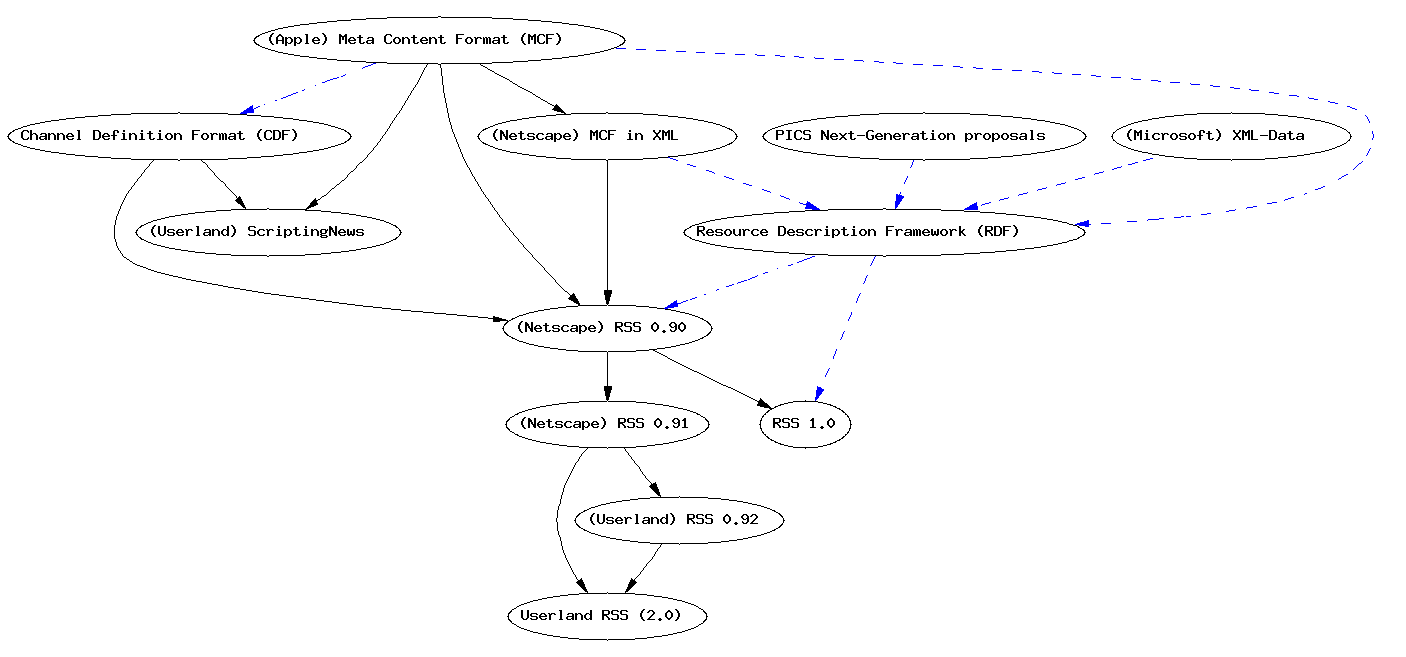 (Apple) Meta Content Format (MCF)
Channel Definition Format (CDF)
(Netscape) MCF in XML
PICS Next-Generation proposals
(Microsoft) XML-Data
(Userland) ScriptingNews
Resource Description Framework (RDF)
(Netscape) RSS 0.90
(Netscape) RSS 0.91
RSS 1.0
(Userland) RSS 0.92
Userland RSS (2.0)